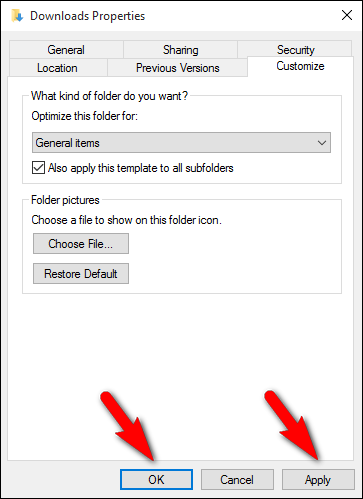 Downloads Properties
General Sharing Security
Location Previous Versions Customize
What kind of folder do you want?
Optimize this folder for:
General items
Also apply this template to all subfolders
Folder pictures
Choose a file to show on this folder icon.
Choose File...
Restore Default
OK Cancel Apply